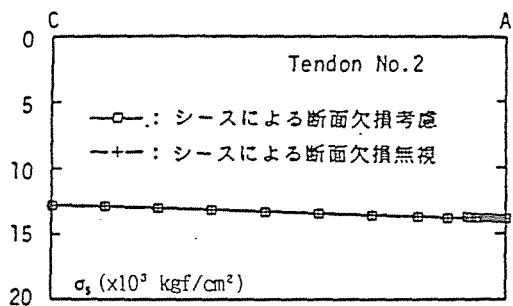 C A
0
Tendon No.2
5
—□—.: シースによる断面欠損考慮
—+—: シースによる断面欠損無視
10
15
20
σs (x10³ kgf/cm²)